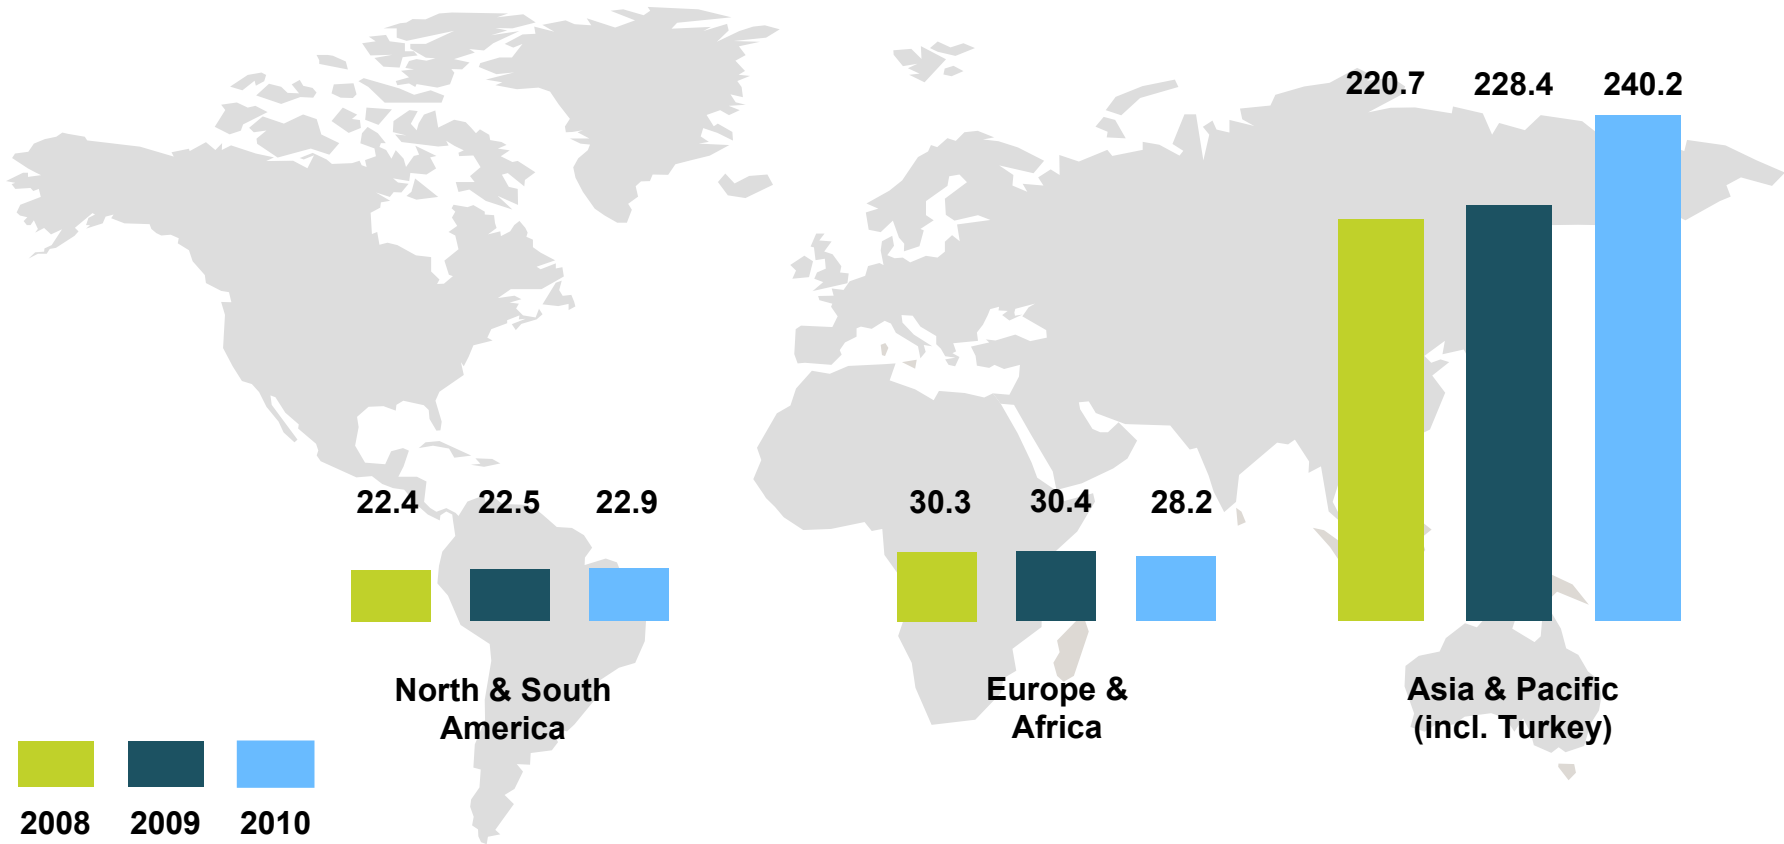 220.7 228.4 240.2
22.4 22.5 22.9
30.3 30.4 28.2
North & South
America
Europe &
Africa
Asia & Pacific
(incl. Turkey)
2008 2009 2010